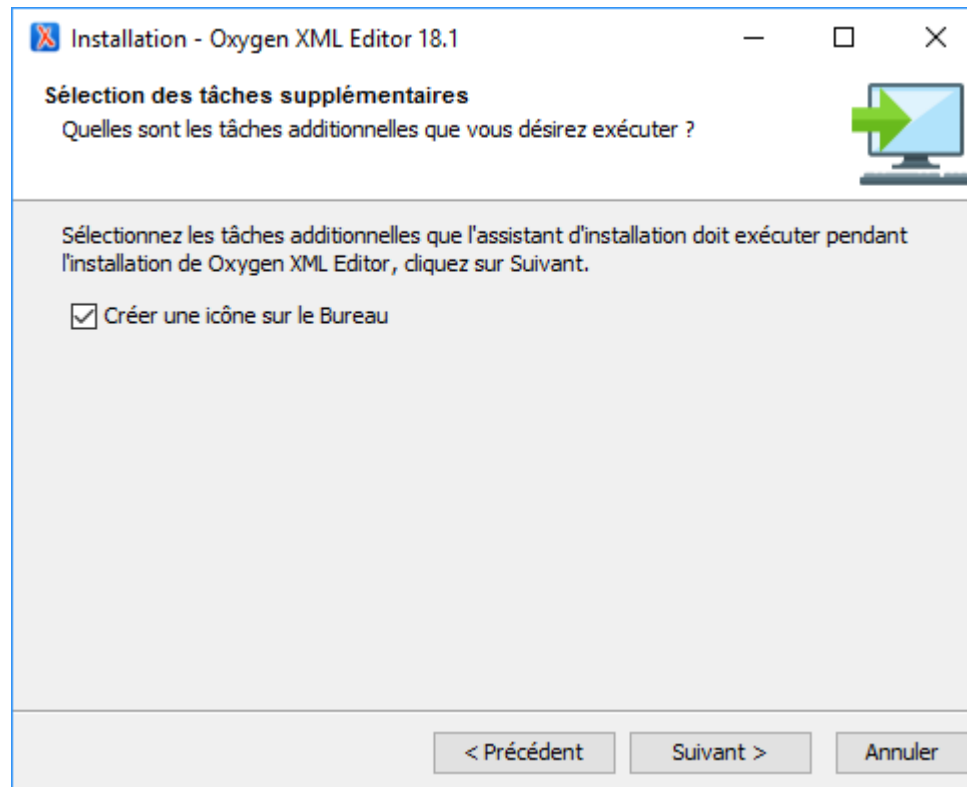 Installation - Oxygen XML Editor 18.1
Sélection des tâches supplémentaires
Quelles sont les tâches additionnelles que vous désirez exécuter ?
Sélectionnez les tâches additionnelles que l'assistant d'installation doit exécuter pendant
l'installation de Oxygen XML Editor, cliquez sur Suivant.
Créer une icône sur le Bureau
< Précédent Suivant > Annuler